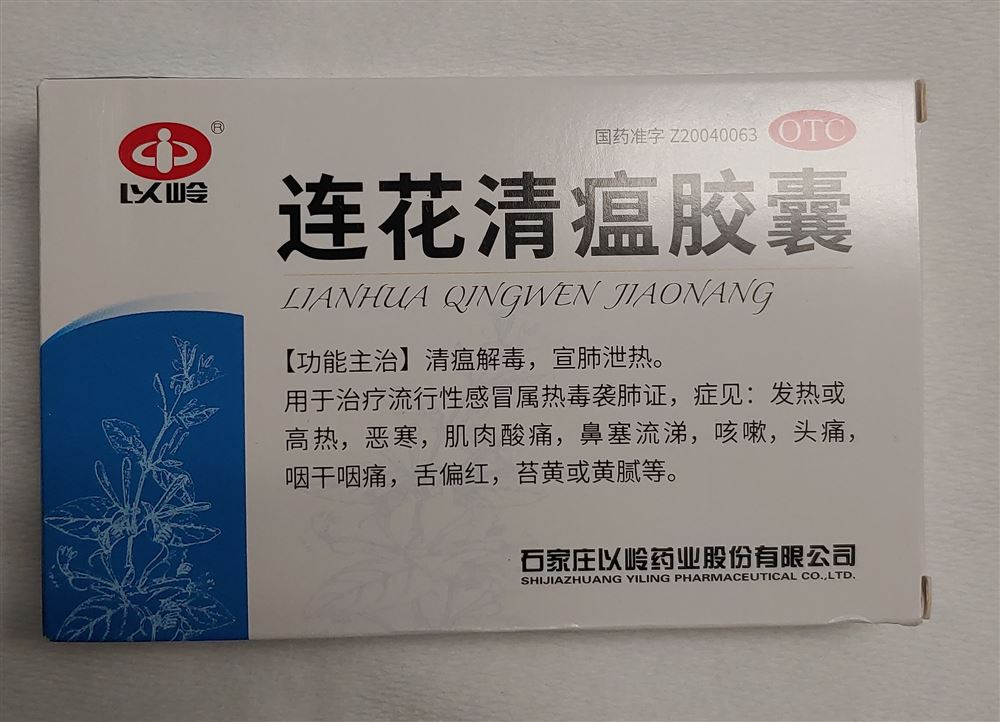 国药准字 Z20040063 OTC
®
以岭
连花清瘟胶囊
LIANHUA QINGWEN JIAONANG
【功能主治】清瘟解毒，宣肺泄热。
用于治疗流行性感冒属热毒袭肺证，症见：发热或
高热，恶寒，肌肉酸痛，鼻塞流涕，咳嗽，头痛，
咽干咽痛，舌偏红，苔黄或黄腻等。
石家庄以岭药业股份有限公司
SHIJIAZHUANG YILING PHARMACEUTICAL CO.,LTD.